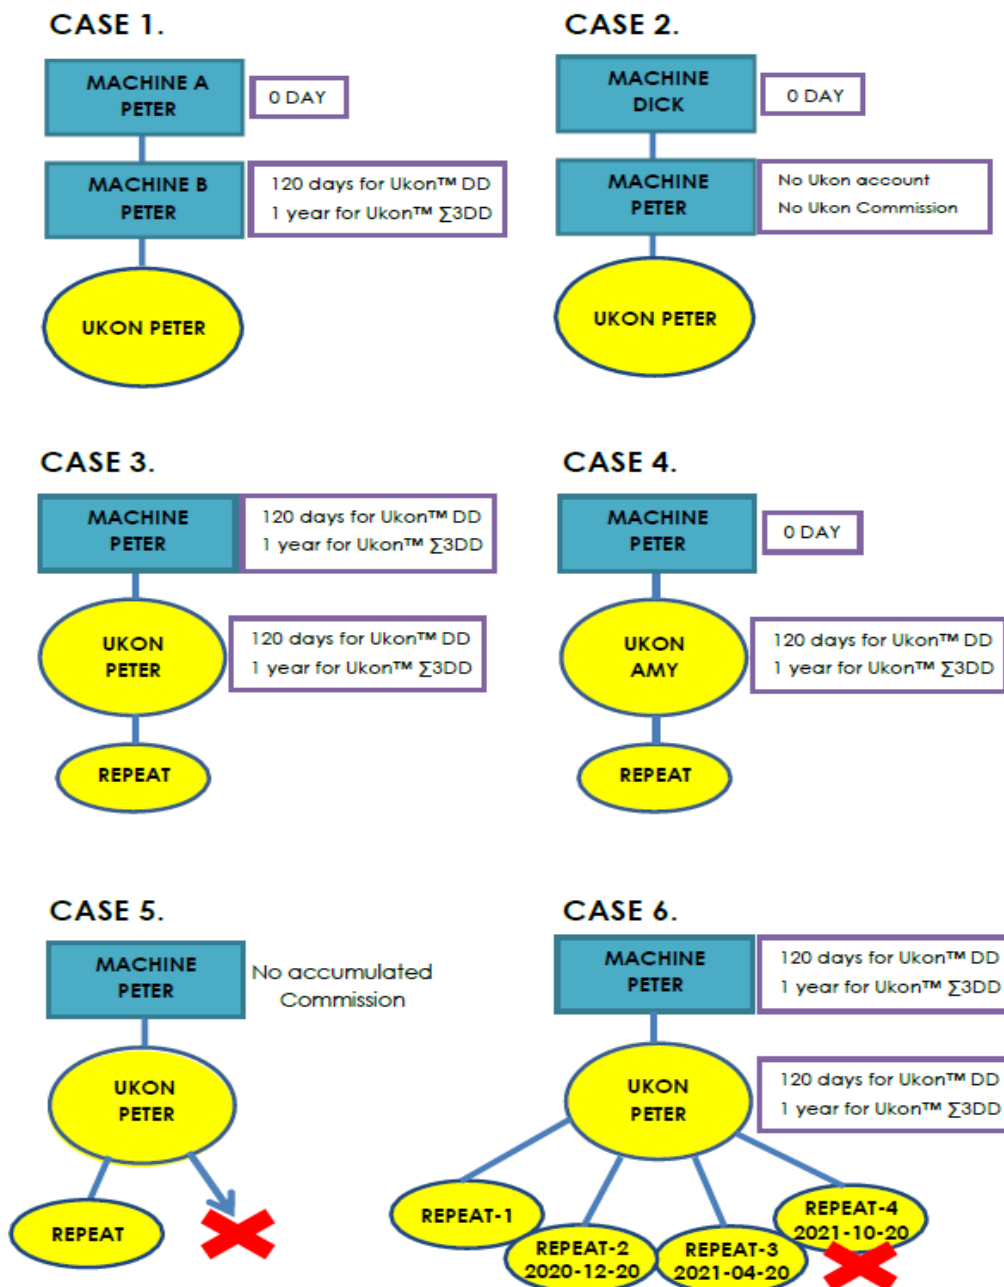 CASE 1.
MACHINE A
PETER
0 DAY
MACHINE B
PETER
120 days for Ukon™ DD
1 year for Ukon™ ∑3DD
UKON PETER
CASE 2.
MACHINE
DICK
0 DAY
MACHINE
PETER
No Ukon account
No Ukon Commission
UKON PETER
CASE 3.
MACHINE
PETER
120 days for Ukon™ DD
1 year for Ukon™ ∑3DD
UKON
PETER
120 days for Ukon™ DD
1 year for Ukon™ ∑3DD
REPEAT
CASE 4.
MACHINE
PETER
0 DAY
UKON
AMY
120 days for Ukon™ DD
1 year for Ukon™ ∑3DD
REPEAT
CASE 5.
MACHINE
PETER
No accumulated
Commission
UKON
PETER
REPEAT
CASE 6.
MACHINE
PETER
120 days for Ukon™ DD
1 year for Ukon™ ∑3DD
UKON
PETER
120 days for Ukon™ DD
1 year for Ukon™ ∑3DD
REPEAT-1
REPEAT-2
2020-12-20
REPEAT-3
2021-04-20
REPEAT-4
2021-10-20